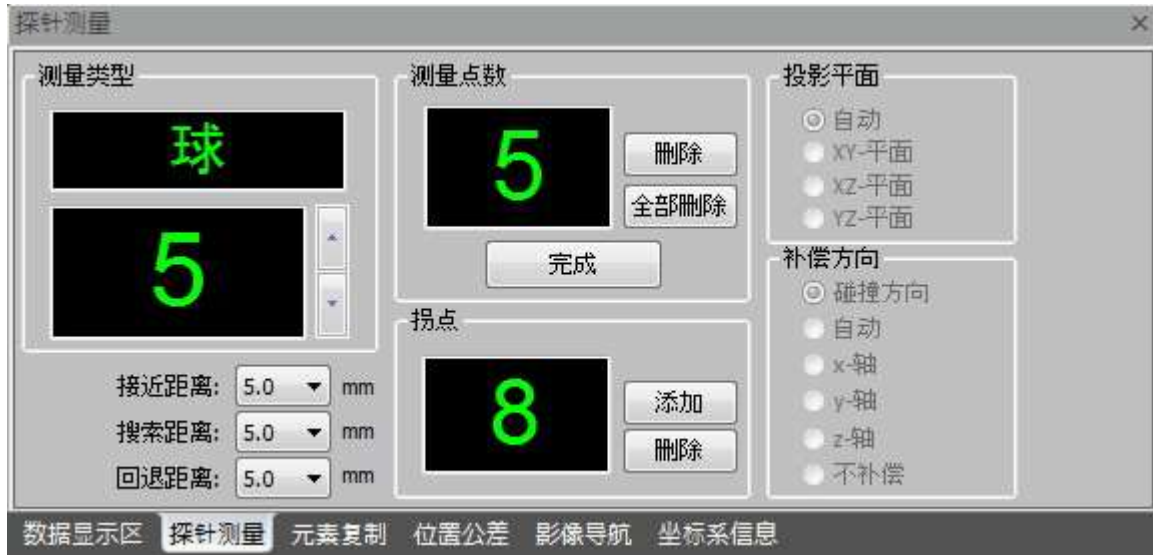 探针测量
测量类型
球
5
接近距离: 5.0 mm
搜索距离: 5.0 mm
回退距离: 5.0 mm
测量点数
5
删除
全部删除
完成
拐点
8
添加
删除
投影平面
自动
XY-平面
XZ-平面
YZ-平面
补偿方向
碰撞方向
自动
x-轴
y-轴
z-轴
不补偿
数据显示区 探针测量 元素复制 位置公差 影像导航 坐标系信息